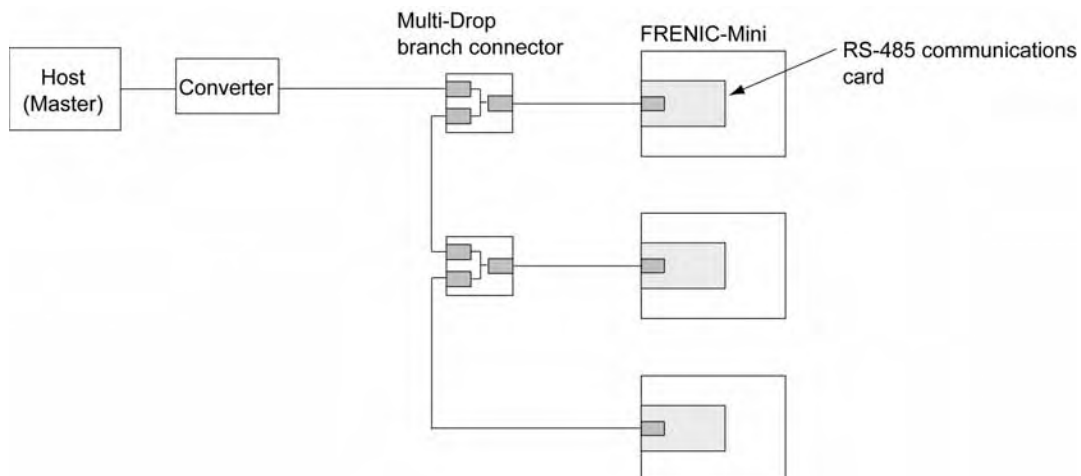 Host
(Master)
Converter
Multi-Drop
branch connector
FRENIC-Mini
RS-485 communications
card